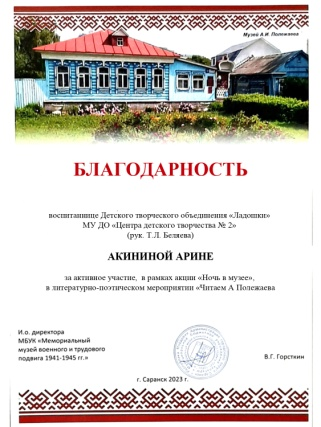 Музей А.И. Полежаева
БЛАГОДАРНОСТЬ
воспитаннице Детского творческого объединения «Ладошки»
МУ ДО «Центра детского творчества № 2»
(рук. Т.Л. Беляева)
АКИНИНОЙ АРИНЕ
за активное участие, в рамках акции «Ночь в музее»,
в литературно-поэтическом мероприятии «Читаем А Полежаева
И.о. директора
МБУК «Мемориальный
музей военного и трудового
подвига 1941-1945 гг.»
В.Г. Горсткин
г. Саранск 2023 г.